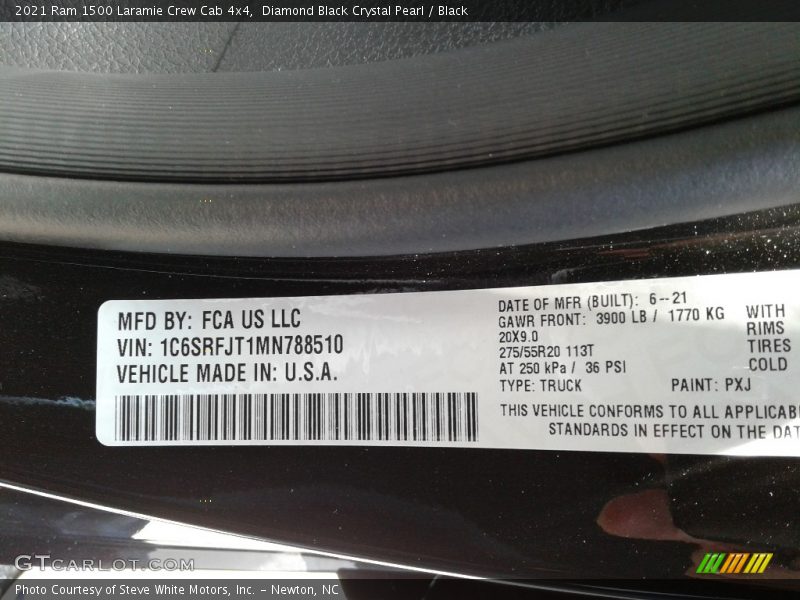 2021 Ram 1500 Laramie Crew Cab 4x4, Diamond Black Crystal Pearl / Black
MFD BY: FCA US LLC
VIN: 1C6SRFJT1MN788510
VEHICLE MADE IN: U.S.A.
DATE OF MFR (BUILT): 6--21
GAWR FRONT: 3900 LB / 1770 KG WITH
20X9.0 RIMS
275/55R20 113T TIRES
AT 250 kPa / 36 PSI COLD
TYPE: TRUCK PAINT: PXJ
THIS VEHICLE CONFORMS TO ALL APPLICABL
STANDARDS IN EFFECT ON THE DAT
GTcarlot.com
Photo Courtesy of Steve White Motors, Inc. – Newton, NC